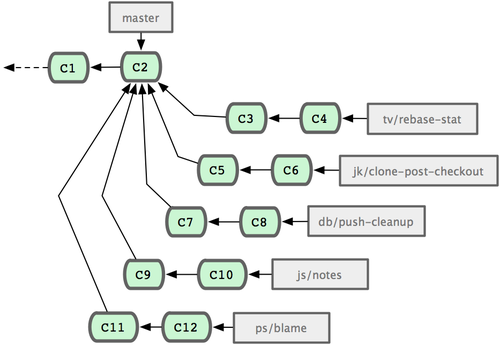 master
C1 C2
C3 C4 tv/rebase-stat
C5 C6 jk/clone-post-checkout
C7 C8 db/push-cleanup
C9 C10 js/notes
C11 C12 ps/blame